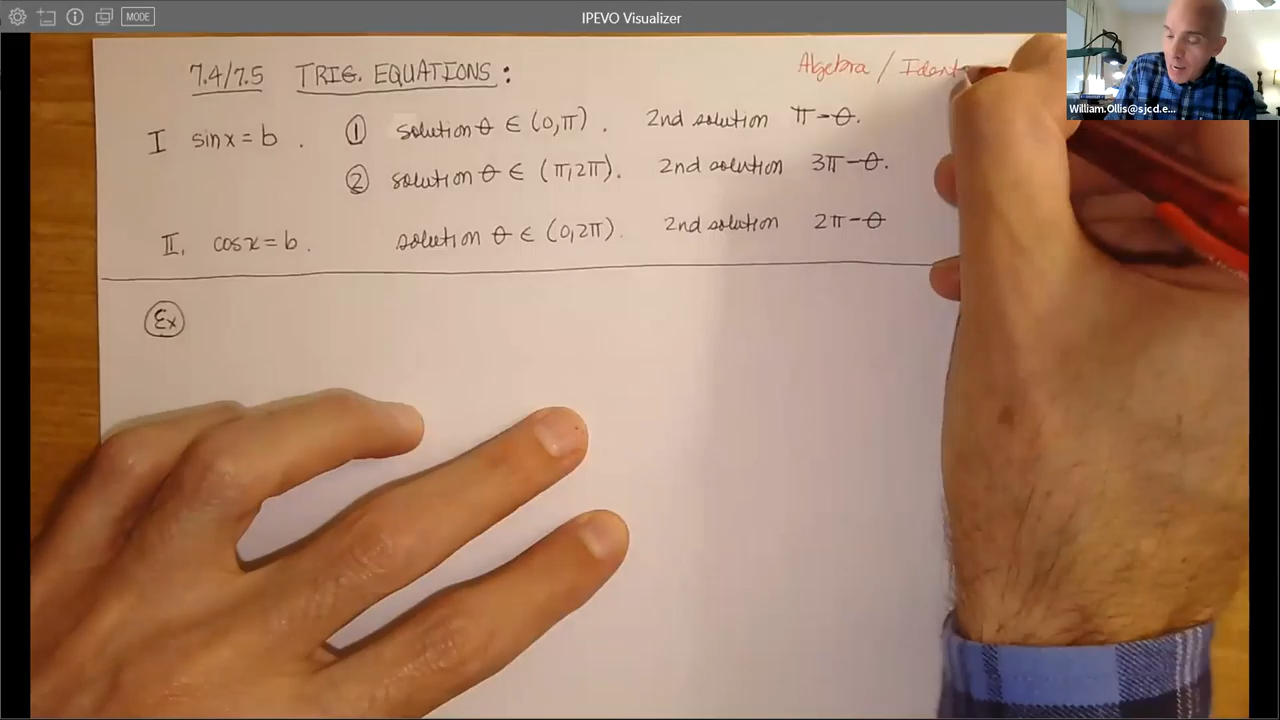 MODE
IPEVO Visualizer
7.4/7.5 TRIG. EQUATIONS :
Algebra / Ident
William.Ollis@sjcd.e...
I sin x = b . ① solution θ ∈ (0,π) . 2nd solution π-θ.
② solution θ ∈ (π,2π). 2nd solution 3π-θ.
II. cos x = b . solution θ ∈ (0,2π). 2nd solution 2π-θ
Ex